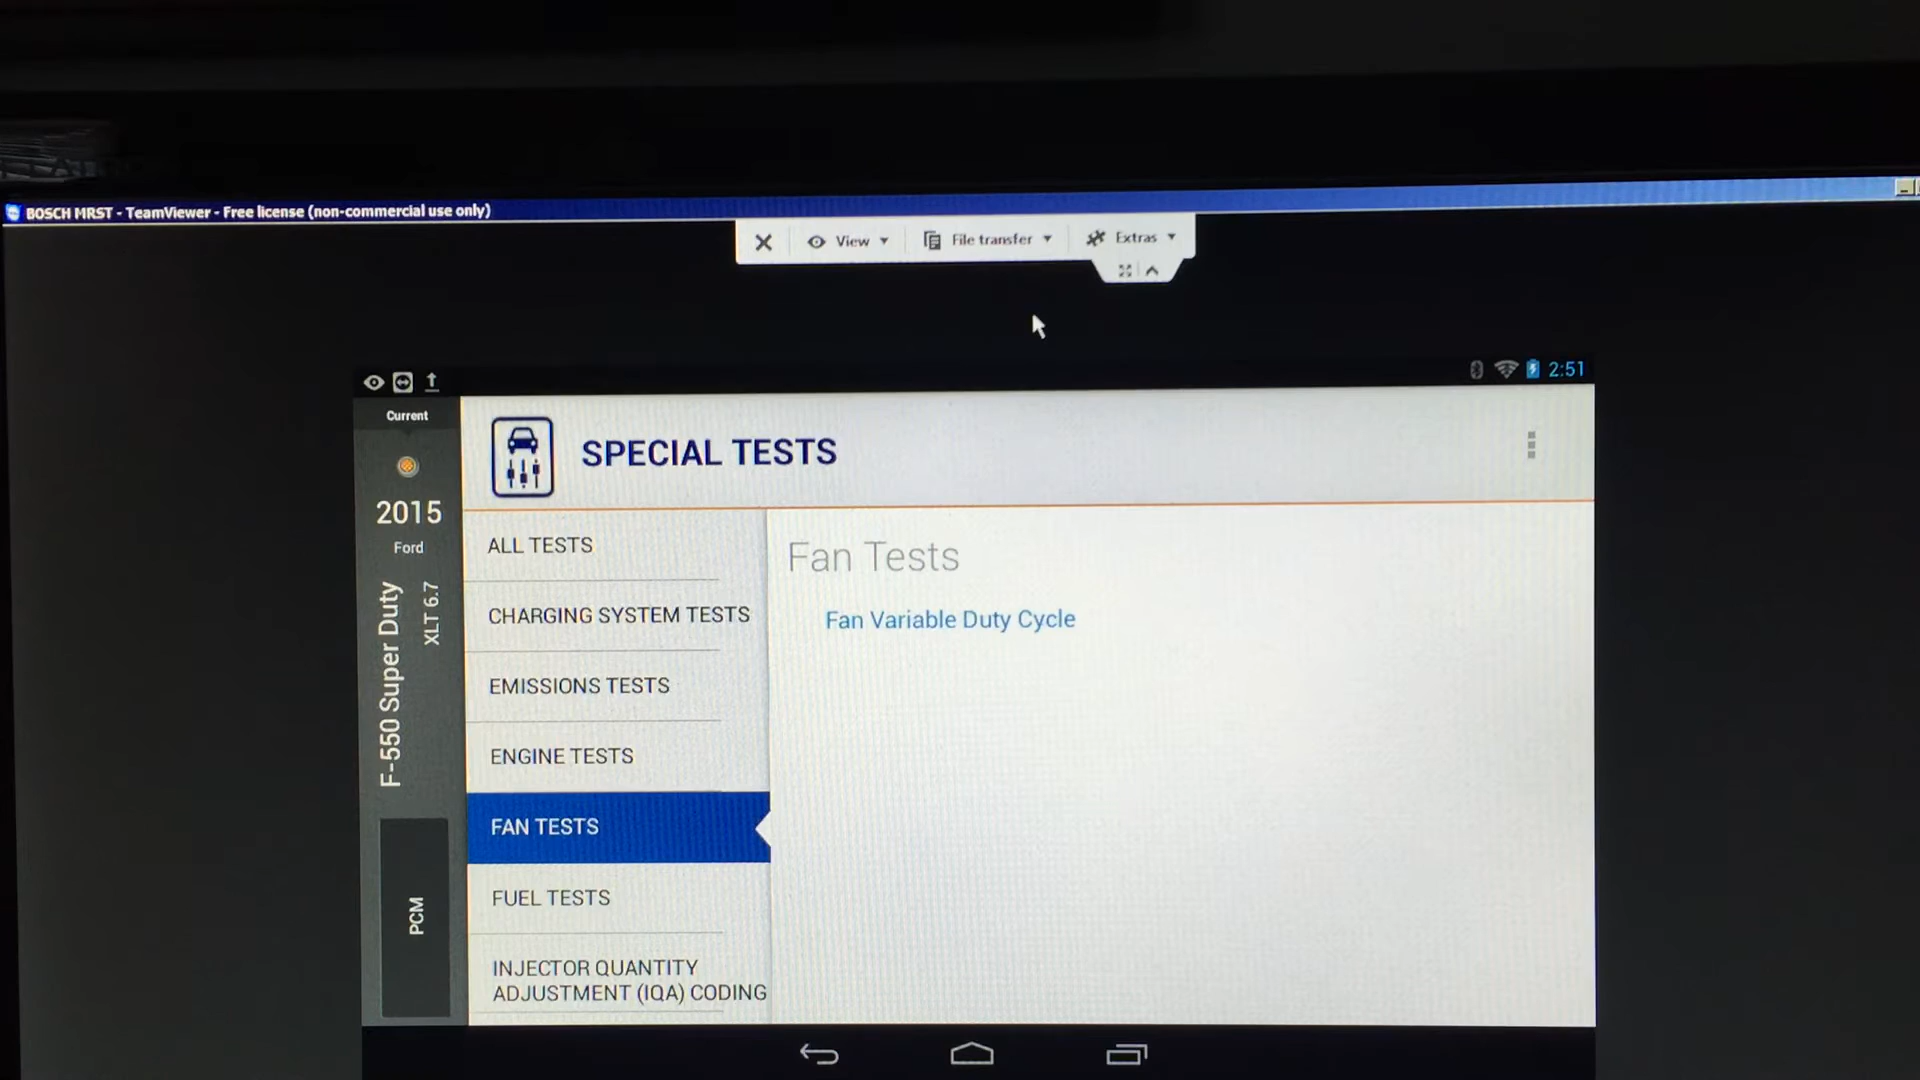 BOSCH MRST - TeamViewer - Free license (non-commercial use only)
View
File transfer
Extras
2:51
Current
2015
Ford
F-550 Super Duty
XLT 6.7
PCM
SPECIAL TESTS
ALL TESTS
CHARGING SYSTEM TESTS
EMISSIONS TESTS
ENGINE TESTS
FAN TESTS
FUEL TESTS
INJECTOR QUANTITY
ADJUSTMENT (IQA) CODING
Fan Tests
Fan Variable Duty Cycle